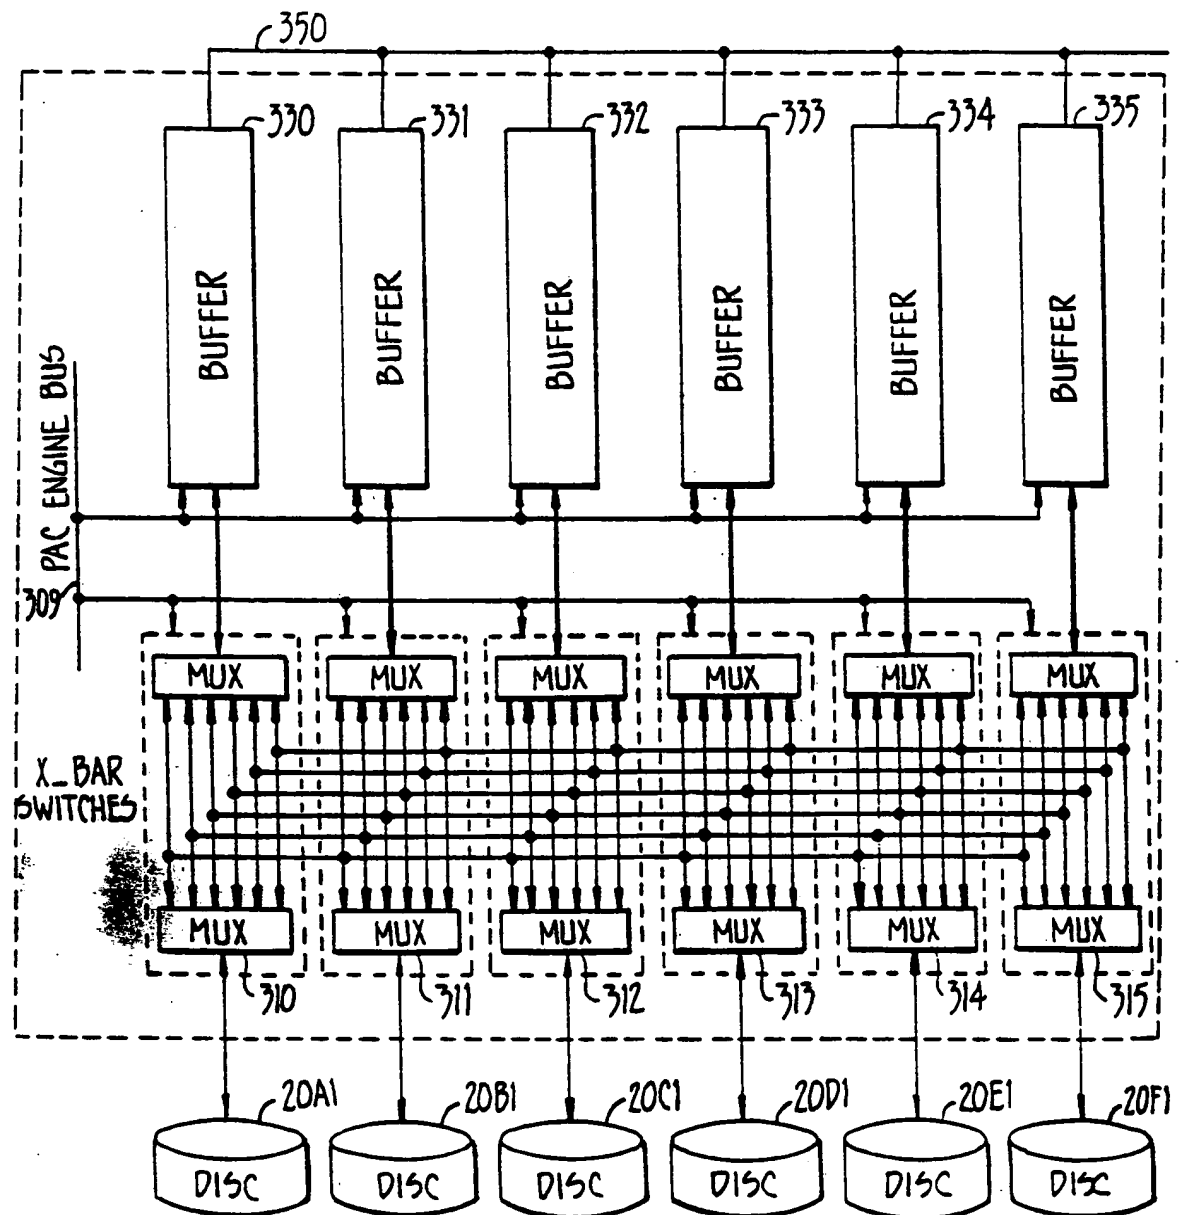 350
330
331
332
333
334
335
BUFFER
BUFFER
BUFFER
BUFFER
BUFFER
BUFFER
PAC ENGINE BUS
309
MUX
MUX
MUX
MUX
MUX
MUX
X_BAR
SWITCHES
MUX
MUX
MUX
MUX
MUX
MUX
310
311
312
313
314
315
20A1
20B1
20C1
20D1
20E1
20F1
DISC
DISC
DISC
DISC
DISC
DISC